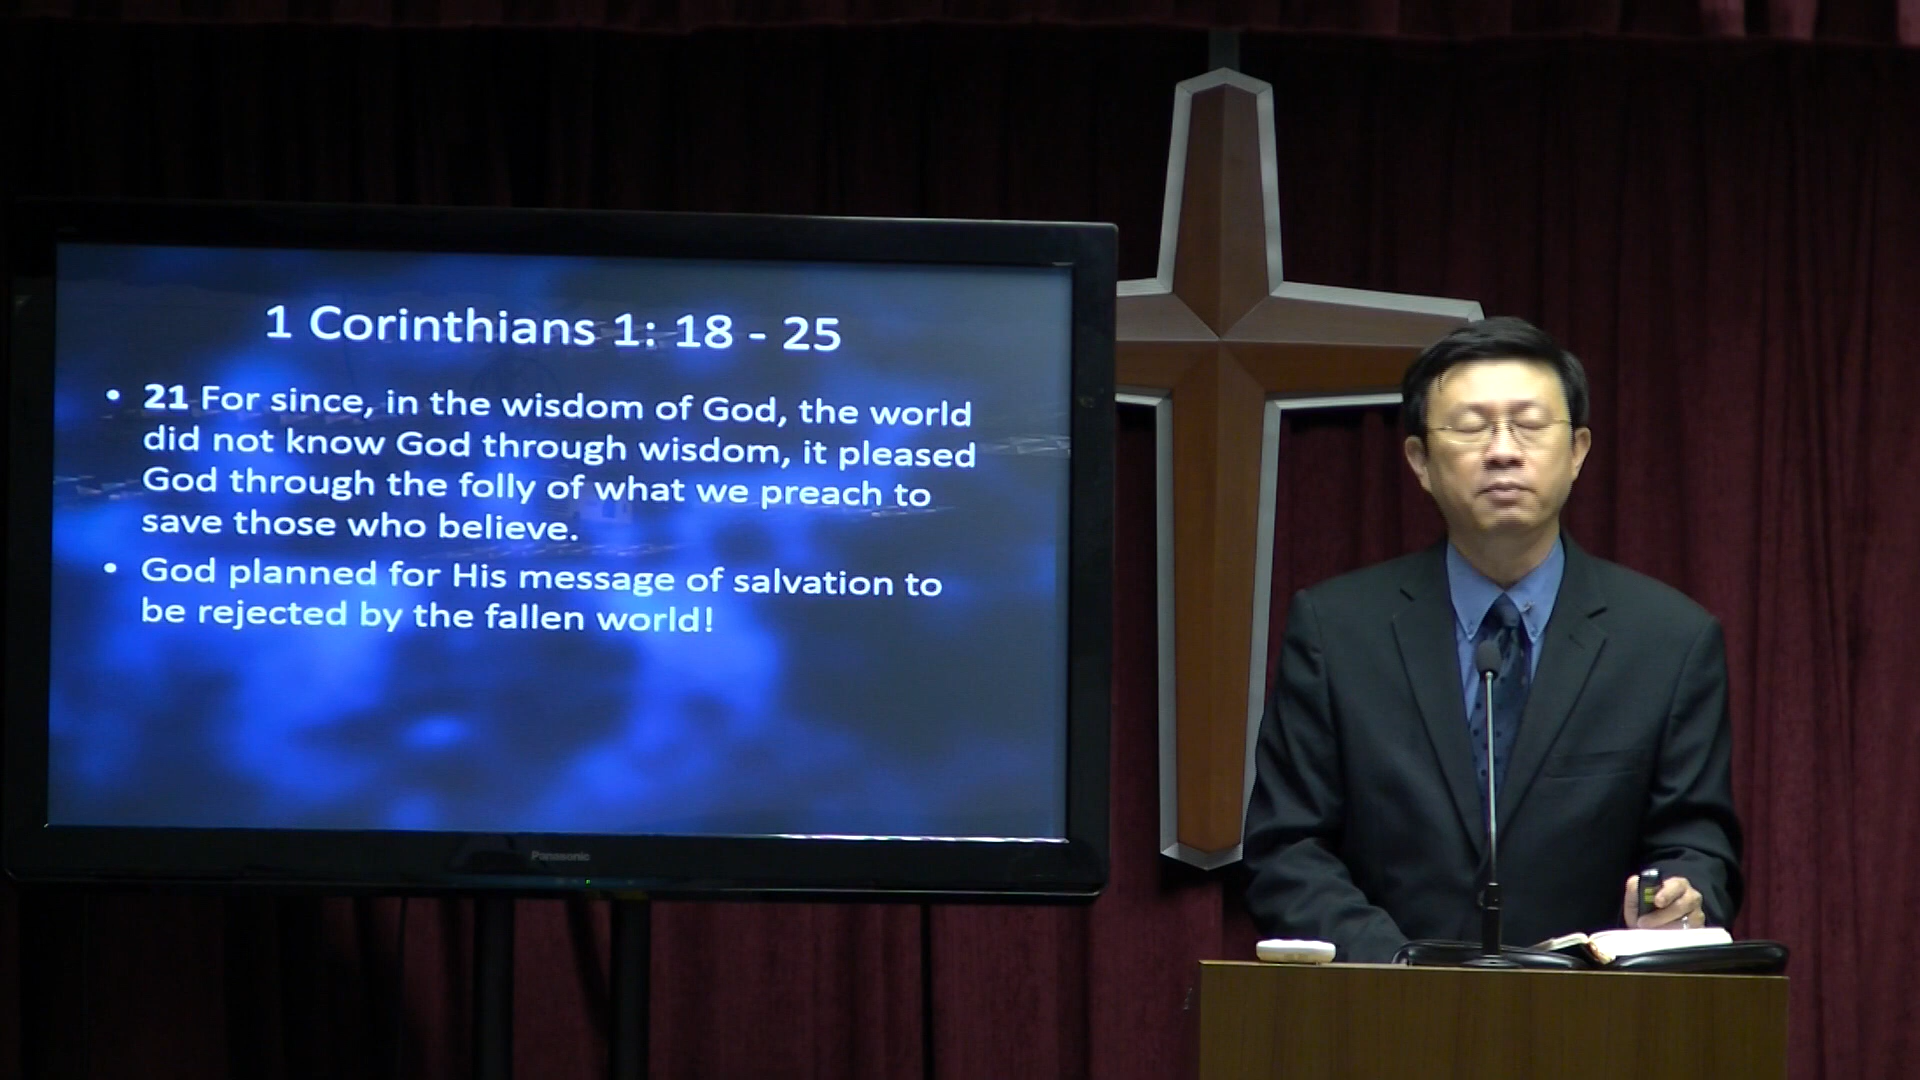 1 Corinthians 1: 18 - 25
• 21 For since, in the wisdom of God, the world
did not know God through wisdom, it pleased
God through the folly of what we preach to
save those who believe.
• God planned for His message of salvation to
be rejected by the fallen world!
Panasonic